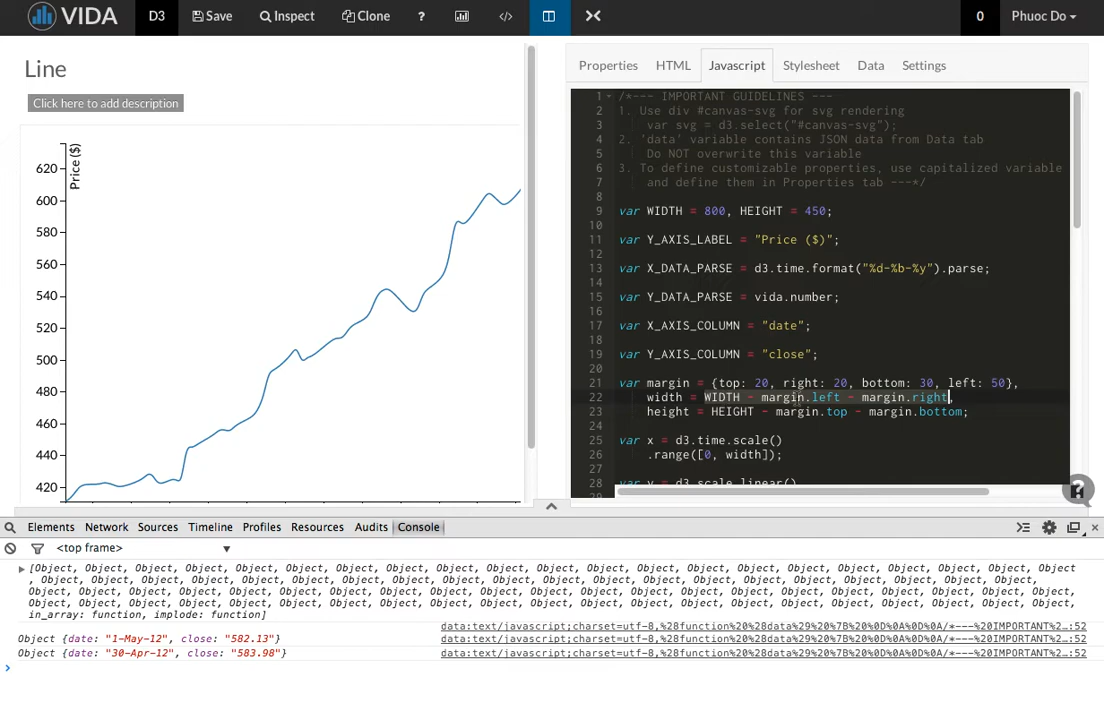 VIDA D3 Save Inspect Clone ? 0 Phuoc Do
Line
Click here to add description
Price ($)
620
600
580
560
540
520
500
480
460
440
420
Properties HTML Javascript Stylesheet Data Settings
1 /*--- IMPORTANT GUIDELINES ---
2 1. Use div #canvas-svg for svg rendering
3 var svg = d3.select("#canvas-svg");
4 2. 'data' variable contains JSON data from Data tab
5 Do NOT overwrite this variable
6 3. To define customizable properties, use capitalized variable
7 and define them in Properties tab ---*/
8
9 var WIDTH = 800, HEIGHT = 450;
10
11 var Y_AXIS_LABEL = "Price ($)";
12
13 var X_DATA_PARSE = d3.time.format("%d-%b-%y").parse;
14
15 var Y_DATA_PARSE = vida.number;
16
17 var X_AXIS_COLUMN = "date";
18
19 var Y_AXIS_COLUMN = "close";
20
21 var margin = {top: 20, right: 20, bottom: 30, left: 50},
22 width = WIDTH - margin.left - margin.right,
23 height = HEIGHT - margin.top - margin.bottom;
24
25 var x = d3.time.scale()
26 .range([0, width]);
27
28 var y = d3.scale.linear()
29
?
Elements Network Sources Timeline Profiles Resources Audits Console
<top frame>
[Object, Object, Object, Object, Object, Object, Object, Object, Object, Object, Object, Object, Object, Object, Object, Object, Object, Object, Object, Object, Object
, Object, Object, Object, Object, Object, Object, Object, Object, Object, Object, Object, Object, Object, Object, Object, Object, Object, Object, Object, Object,
Object, Object, Object, Object, Object, Object, Object, Object, Object, Object, Object, Object, Object, Object, Object, Object, Object, Object, Object, Object, Object,
Object, Object, Object, Object, Object, Object, Object, Object, Object, Object, Object, Object, Object, Object, Object, Object, Object, Object, Object, Object, Object,
in_array: function, implode: function]
data:text/javascript;charset=utf-8,%28function%20%28data%29%20%7B%20%0D%0A%0D%0A/*---%20IMPORTANT%2…:52
Object {date: "1-May-12", close: "582.13"} data:text/javascript;charset=utf-8,%28function%20%28data%29%20%7B%20%0D%0A%0D%0A/*---%20IMPORTANT%2…:52
Object {date: "30-Apr-12", close: "583.98"} data:text/javascript;charset=utf-8,%28function%20%28data%29%20%7B%20%0D%0A%0D%0A/*---%20IMPORTANT%2…:52